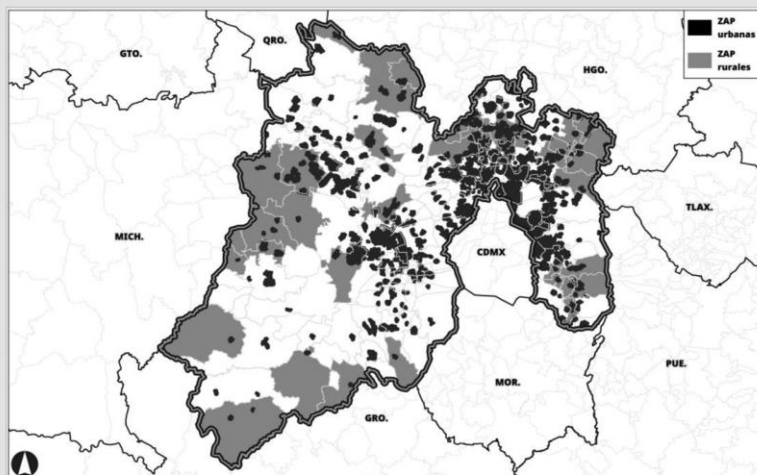 ZAP
urbanas
ZAP
rurales
GTO.
QRO.
HGO.
MICH.
TLAX.
CDMX
MOR.
PUE.
GRO.